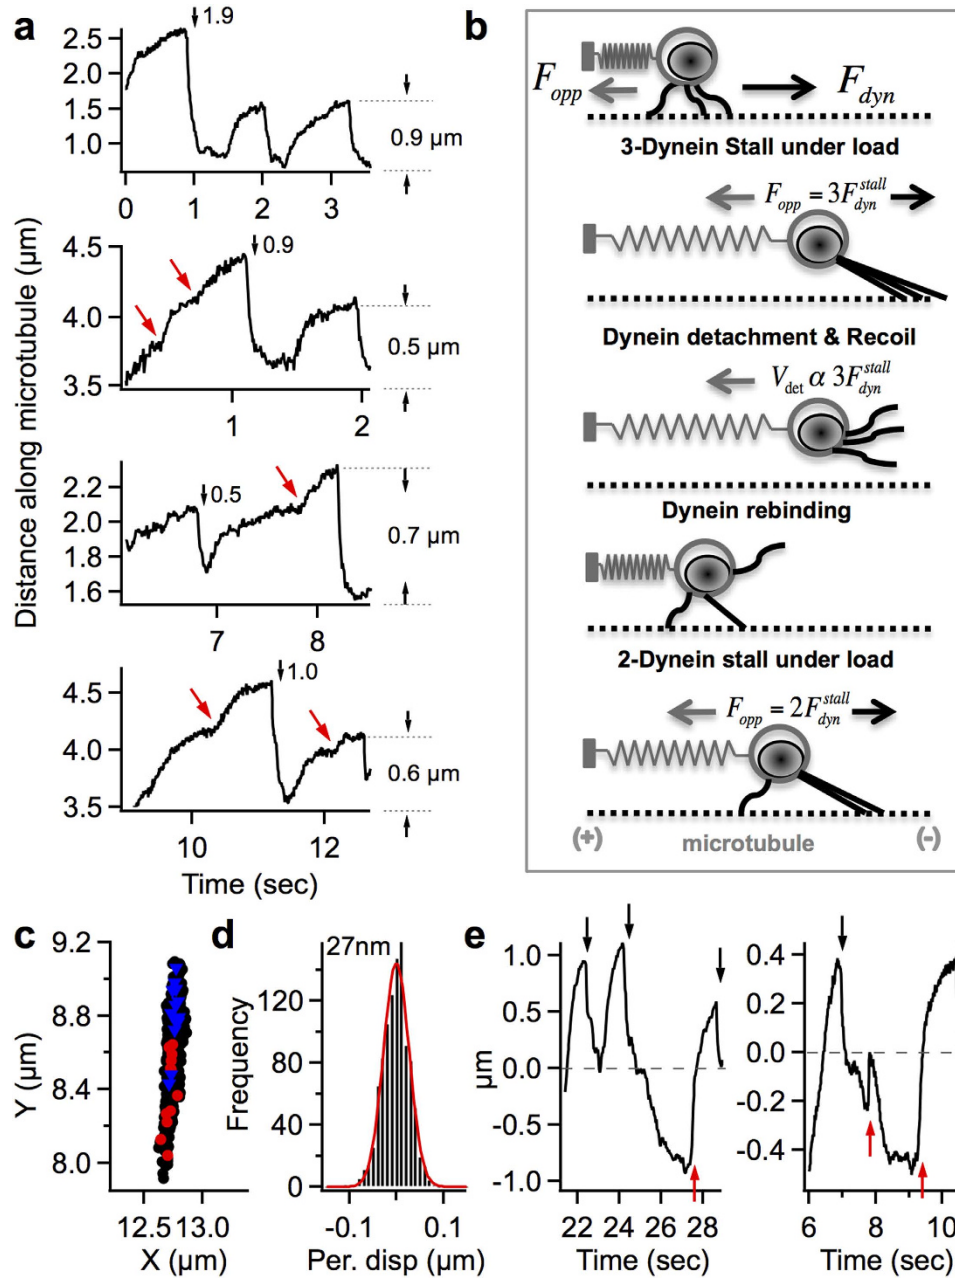 a
Distance along microtubule (μm)
2.5
2.0
1.5
1.0
1.9
0.9 μm
0
1
2
3
4.5
4.0
3.5
0.9
0.5 μm
1
2
2.2
2.0
1.8
1.6
0.5
0.7 μm
7
8
4.5
4.0
3.5
1.0
0.6 μm
10
12
Time (sec)
b
F_opp
F_dyn
3-Dynein Stall under load
F_opp = 3F_dyn^stall
Dynein detachment & Recoil
V_det α 3F_dyn^stall
Dynein rebinding
2-Dynein stall under load
F_opp = 2F_dyn^stall
(+)
microtubule
(-)
c
Y (μm)
9.2
8.8
8.4
8.0
12.5
13.0
X (μm)
d
27nm
Frequency
120
80
40
0
-0.1
0.1
Per. disp (μm)
e
μm
1.0
0.5
0.0
-0.5
-1.0
22 24 26 28
Time (sec)
0.4
0.2
0.0
-0.2
-0.4
6
8
10
Time (sec)